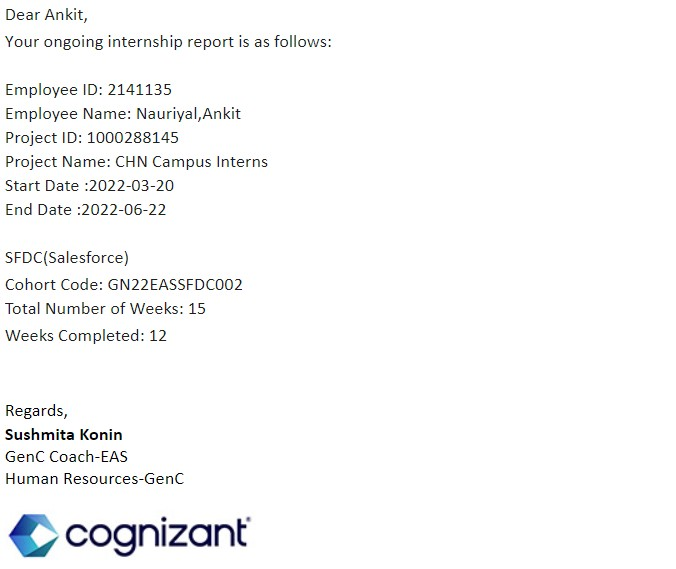 Dear Ankit,
Your ongoing internship report is as follows:
Employee ID: 2141135
Employee Name: Nauriyal,Ankit
Project ID: 1000288145
Project Name: CHN Campus Interns
Start Date :2022-03-20
End Date :2022-06-22
SFDC(Salesforce)
Cohort Code: GN22EASSFDC002
Total Number of Weeks: 15
Weeks Completed: 12
Regards,
Sushmita Konin
GenC Coach-EAS
Human Resources-GenC
cognizant